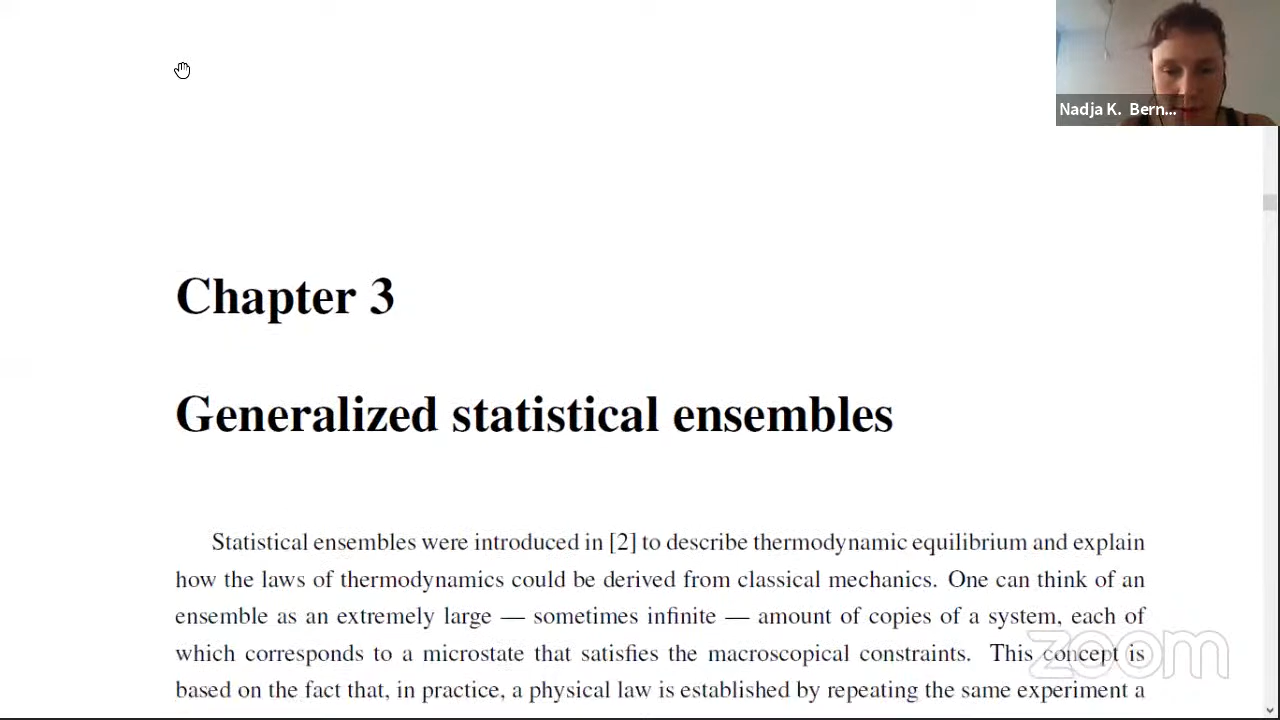 Nadja K. Bern...
Chapter 3
Generalized statistical ensembles
Statistical ensembles were introduced in [2] to describe thermodynamic equilibrium and explain
how the laws of thermodynamics could be derived from classical mechanics. One can think of an
ensemble as an extremely large — sometimes infinite — amount of copies of a system, each of
which corresponds to a microstate that satisfies the macroscopical constraints. This concept is
based on the fact that, in practice, a physical law is established by repeating the same experiment a
zoom